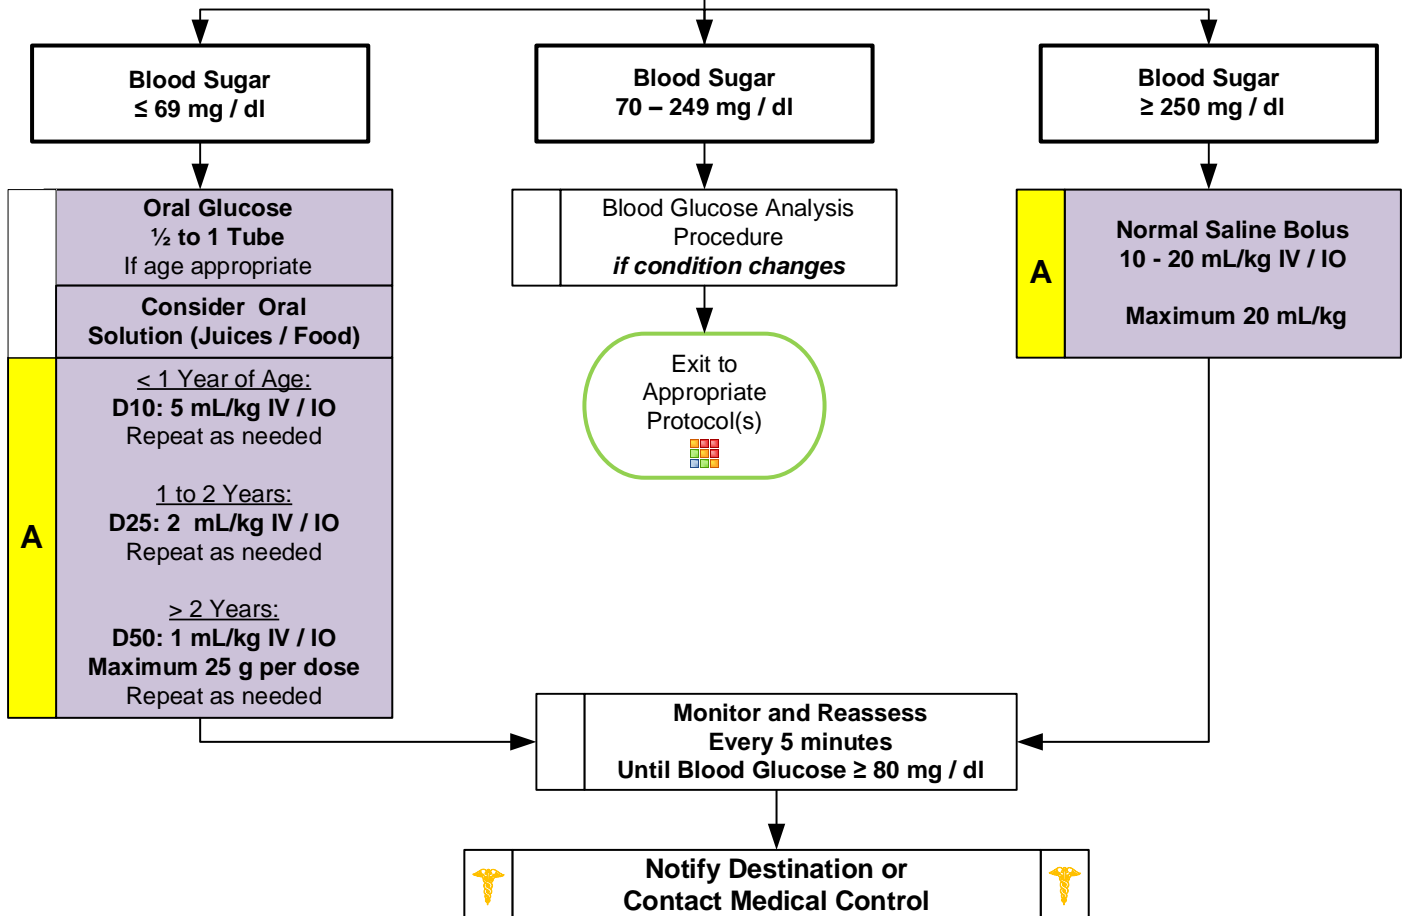 Blood Sugar
≤ 69 mg / dl
Blood Sugar
70 – 249 mg / dl
Blood Sugar
≥ 250 mg / dl
Oral Glucose
½ to 1 Tube
If age appropriate
Consider Oral
Solution (Juices / Food)
A
< 1 Year of Age:
D10: 5 mL/kg IV / IO
Repeat as needed
1 to 2 Years:
D25: 2 mL/kg IV / IO
Repeat as needed
> 2 Years:
D50: 1 mL/kg IV / IO
Maximum 25 g per dose
Repeat as needed
Blood Glucose Analysis
Procedure
if condition changes
Exit to
Appropriate
Protocol(s)
A
Normal Saline Bolus
10 - 20 mL/kg IV / IO
Maximum 20 mL/kg
Monitor and Reassess
Every 5 minutes
Until Blood Glucose ≥ 80 mg / dl
Notify Destination or
Contact Medical Control